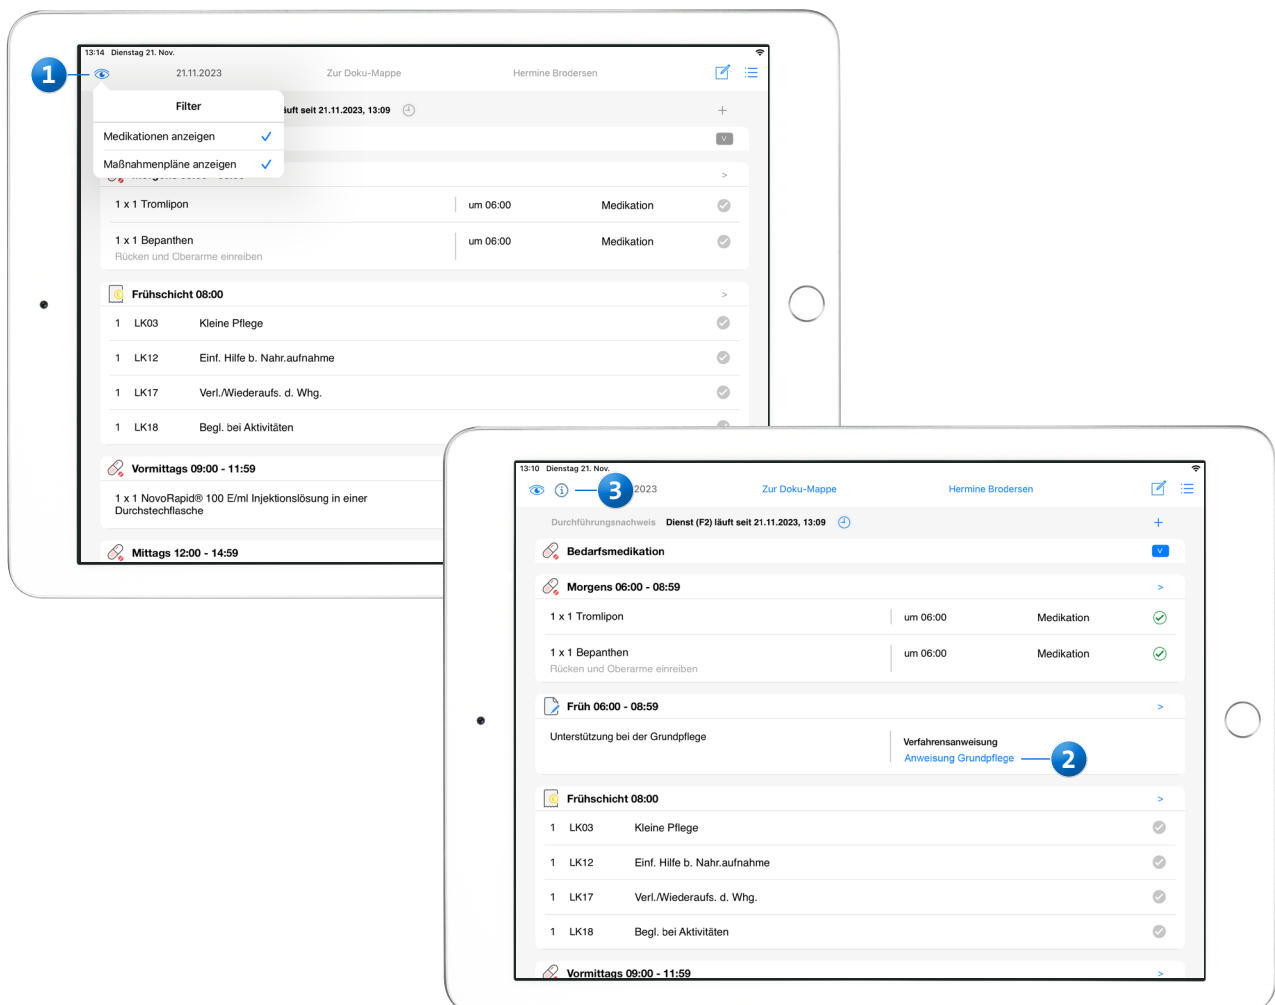 13:14 Dienstag 21. Nov.
1
21.11.2023 Zur Doku-Mappe Hermine Brodersen
Filter
Medikationen anzeigen
Maßnahmenpläne anzeigen
läuft seit 21.11.2023, 13:09 +
V
>
1 x 1 Tromlipon um 06:00 Medikation
1 x 1 Bepanthen um 06:00 Medikation
Rücken und Oberarme einreiben
Frühschicht 08:00 >
1 LK03 Kleine Pflege
1 LK12 Einf. Hilfe b. Nahr.aufnahme
1 LK17 Verl./Wiederaufs. d. Whg.
1 LK18 Begl. bei Aktivitäten
Vormittags 09:00 - 11:59
1 x 1 NovoRapid® 100 E/ml Injektionslösung in einer
Durchstechflasche
Mittags 12:00 - 14:59
13:10 Dienstag 21. Nov.
3
2023 Zur Doku-Mappe Hermine Brodersen
Durchführungsnachweis Dienst (F2) läuft seit 21.11.2023, 13:09 +
Bedarfsmedikation V
Morgens 06:00 - 08:59 >
1 x 1 Tromlipon um 06:00 Medikation
1 x 1 Bepanthen um 06:00 Medikation
Rücken und Oberarme einreiben
Früh 06:00 - 08:59 >
Unterstützung bei der Grundpflege Verfahrensanweisung
Anweisung Grundpflege 2
Frühschicht 08:00 >
1 LK03 Kleine Pflege
1 LK12 Einf. Hilfe b. Nahr.aufnahme
1 LK17 Verl./Wiederaufs. d. Whg.
1 LK18 Begl. bei Aktivitäten
Vormittags 09:00 - 11:59 >